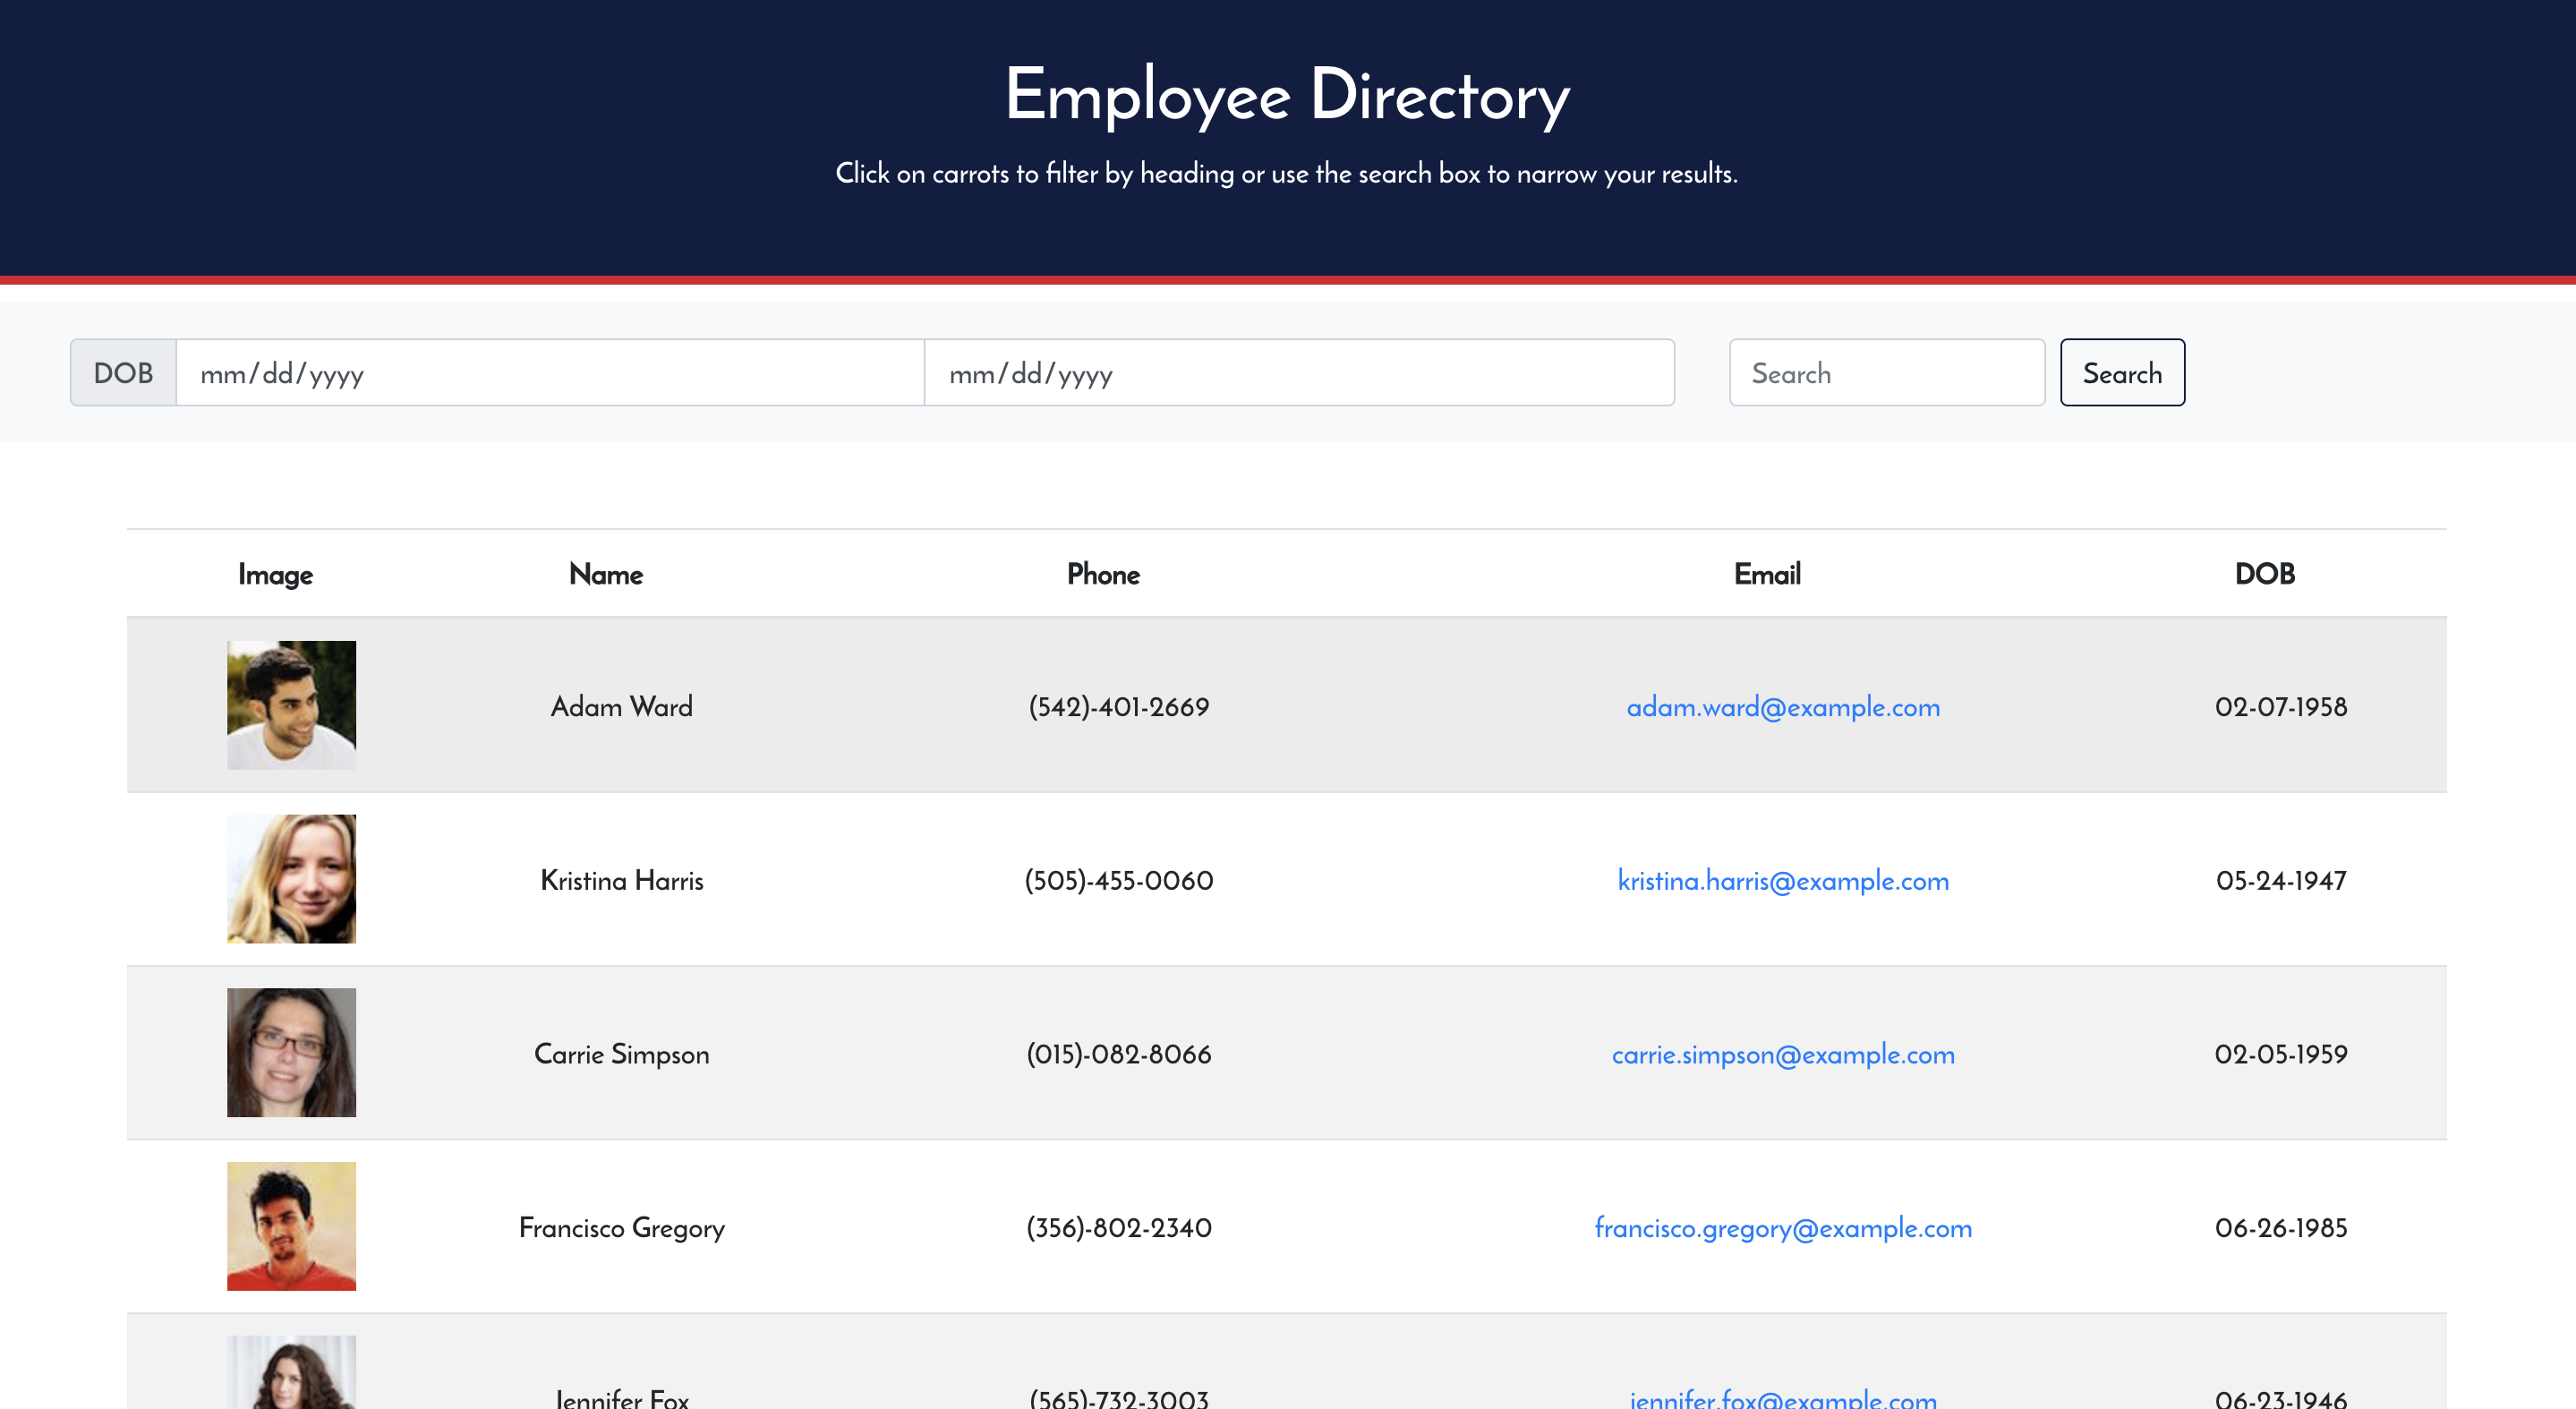 Employee Directory
Click on carrots to filter by heading or use the search box to narrow your results.
DOB mm/dd/yyyy mm/dd/yyyy Search Search
Image Name Phone Email DOB
Adam Ward (542)-401-2669 adam.ward@example.com 02-07-1958
Kristina Harris (505)-455-0060 kristina.harris@example.com 05-24-1947
Carrie Simpson (015)-082-8066 carrie.simpson@example.com 02-05-1959
Francisco Gregory (356)-802-2340 francisco.gregory@example.com 06-26-1985
Jennifer Fox (565)-732-3003 jennifer.fox@example.com 06-23-1946